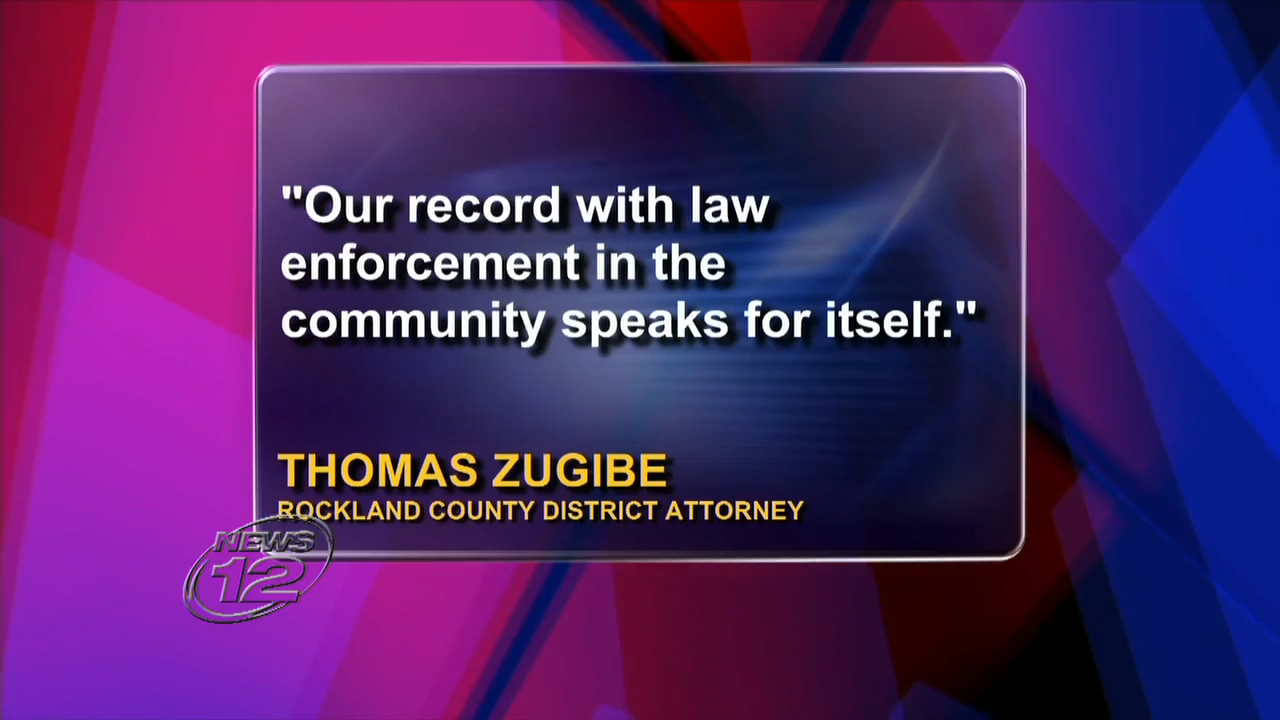 "Our record with law
enforcement in the
community speaks for itself."
THOMAS ZUGIBE
ROCKLAND COUNTY DISTRICT ATTORNEY
NEWS
12